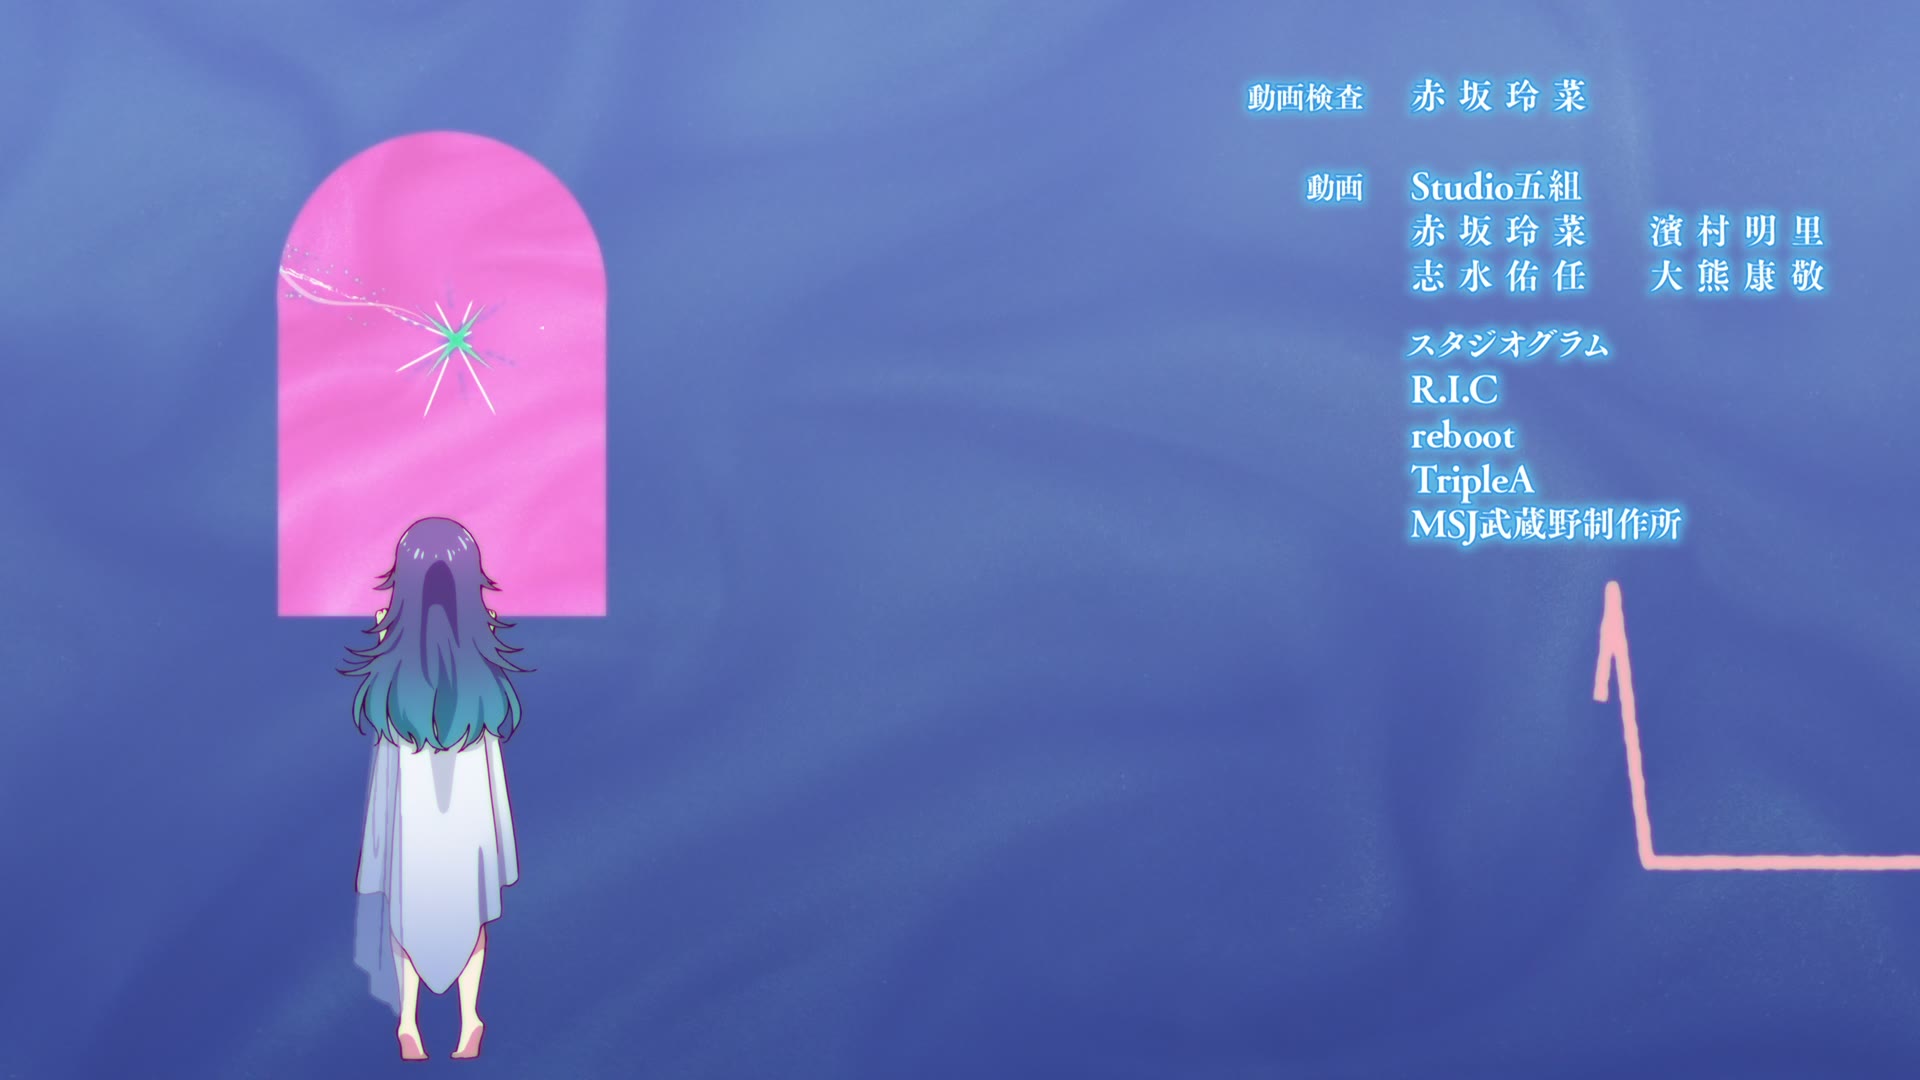 動画検査 赤坂玲菜
動画 Studio五組
赤坂玲菜 濱村明里
志水佑任 大熊康敬
スタジオグラム
R.I.C
reboot
TripleA
MSJ武蔵野制作所